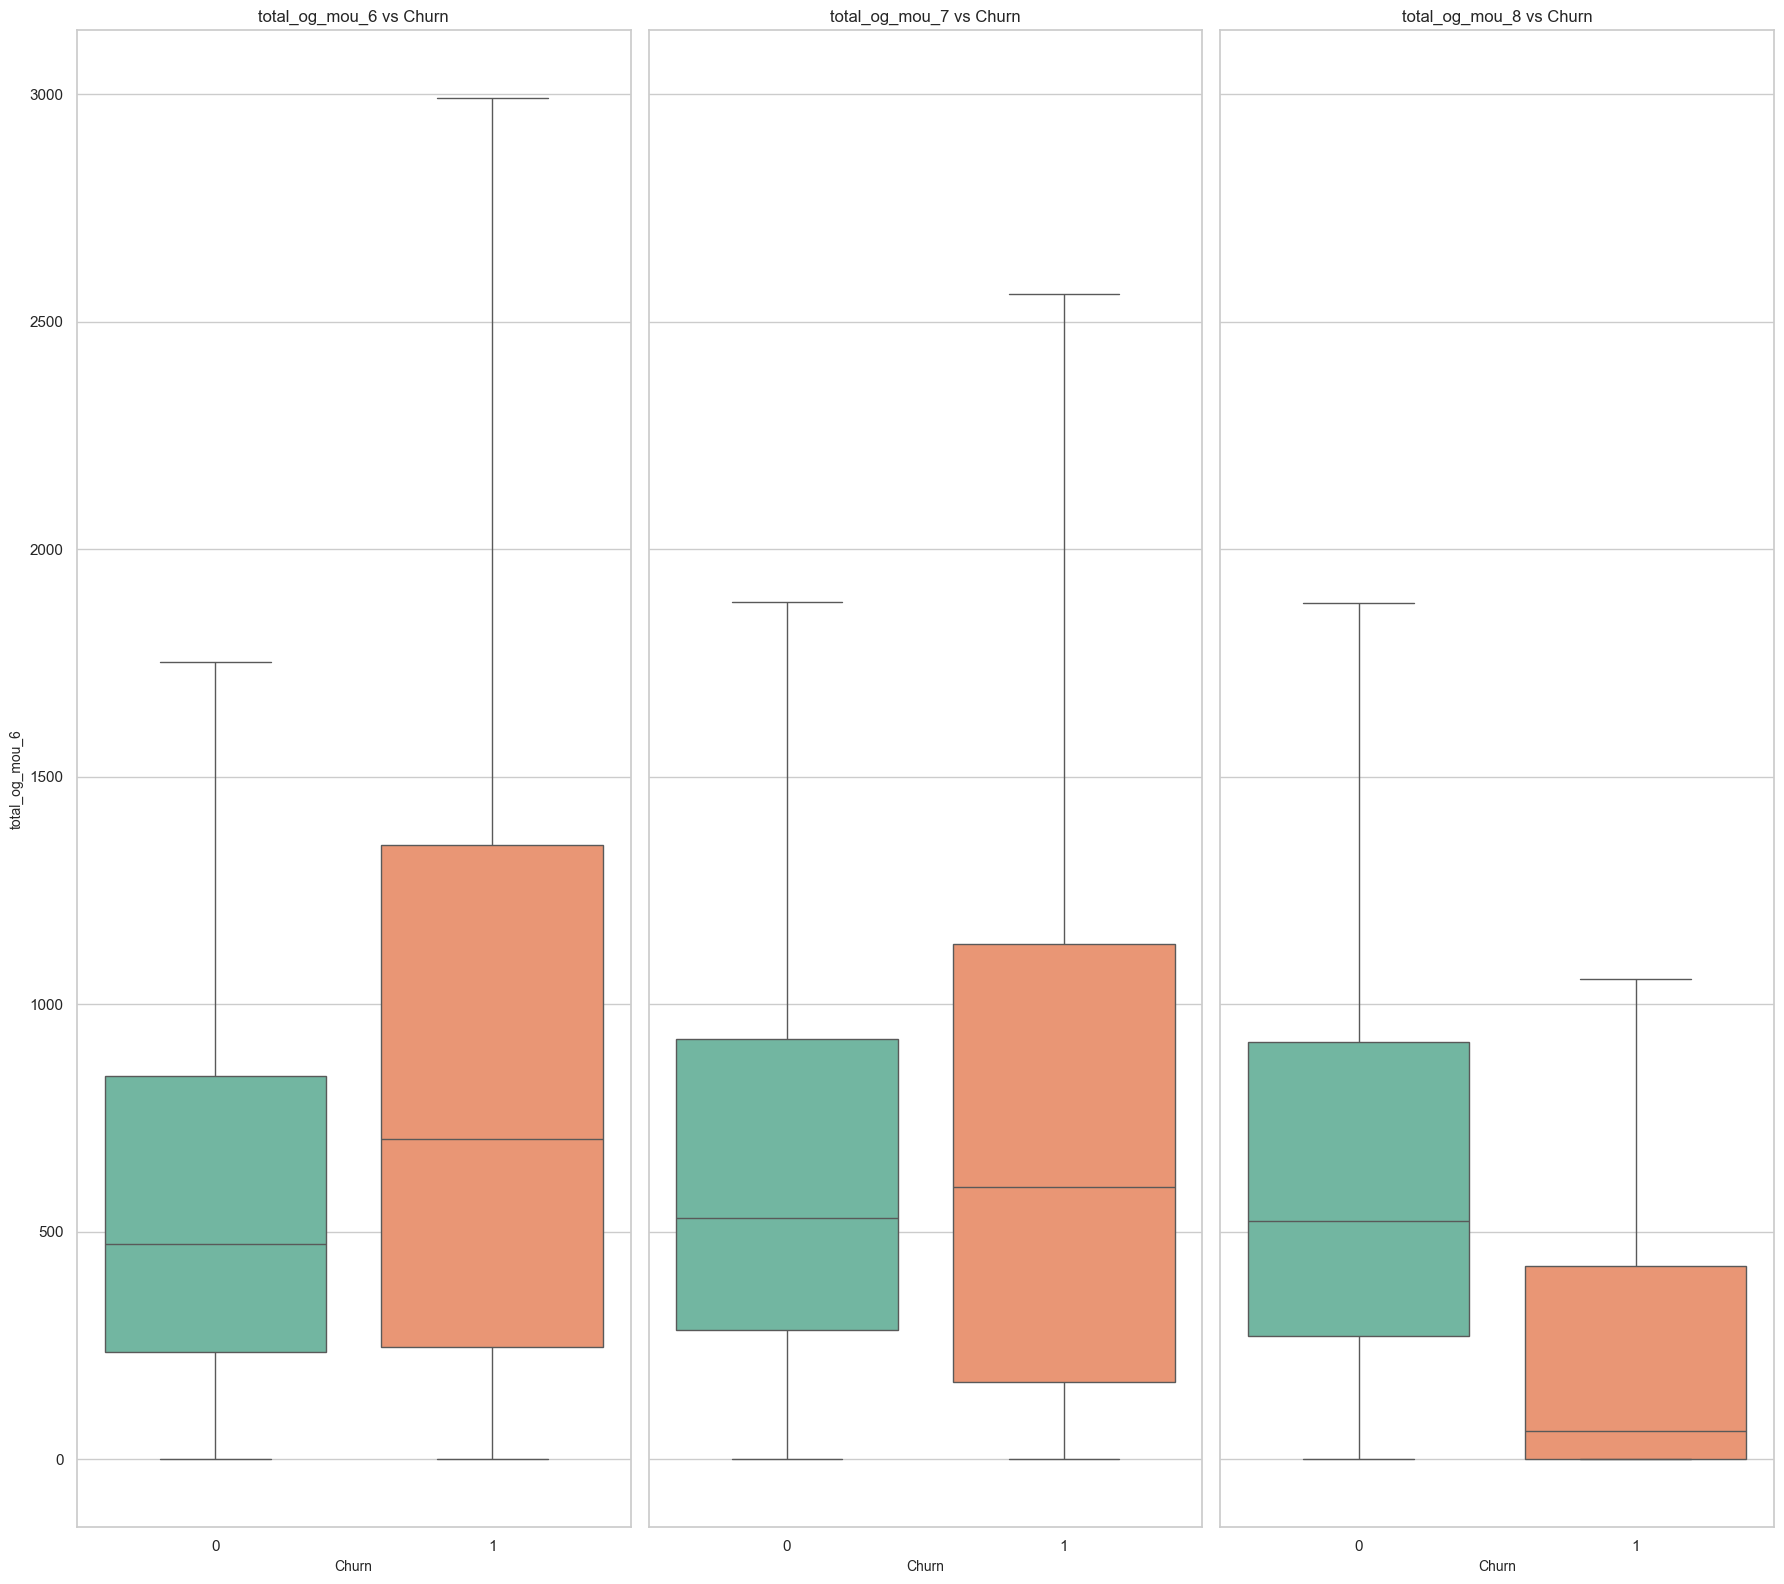 total_og_mou_6 vs Churn
total_og_mou_7 vs Churn
total_og_mou_8 vs Churn
3000
2500
2000
1500
1000
500
0
total_og_mou_6
0
1
0
1
0
1
Churn
Churn
Churn